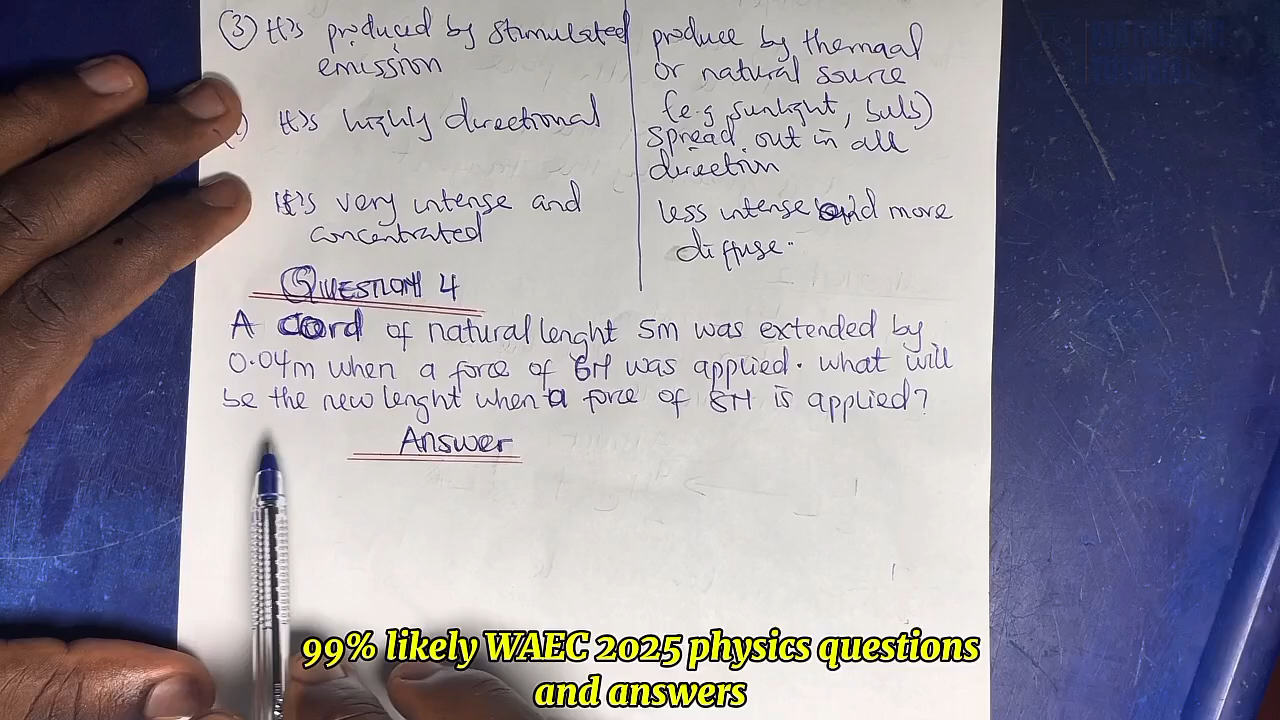 ③ It's produced by stimulated
emission
produce by themaal
or natural source
(e.g sunlight, buls)
It's highly directional
spread out in all
direction
It's very intense and
concentrated
less intense and more
diffuse.
QUESTION 4
A cord of natural lenght 5m was extended by
0.04m when a force of 6N was applied. what will
be the new lenght when a force of 8N is applied?
Answer
99% likely WAEC 2025 physics questions
and answers